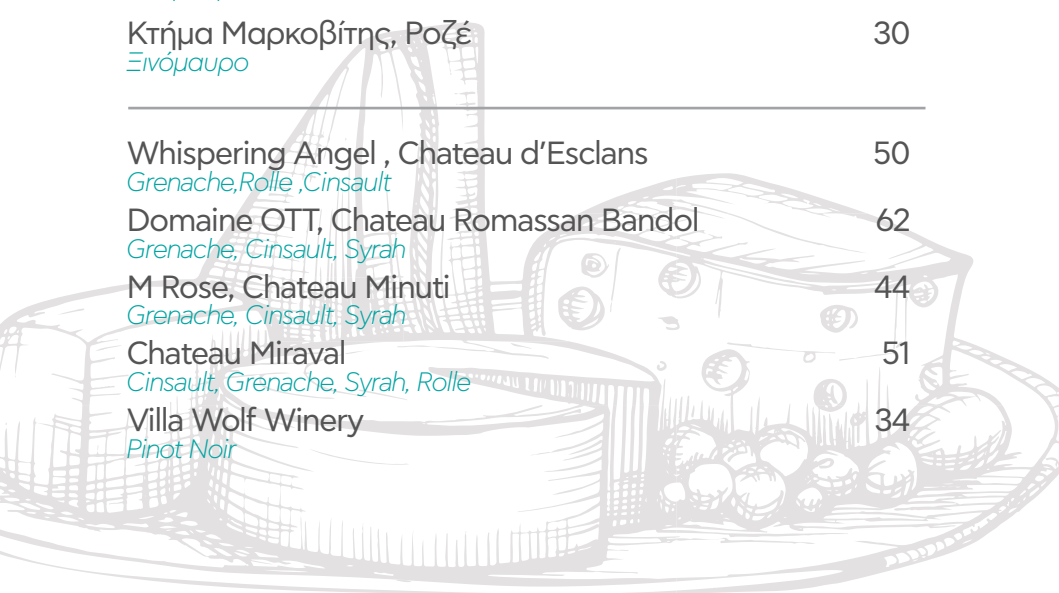 Κτήμα Μαρκοβίτης, Ροζέ 30
Ξινόμαυρο
Whispering Angel , Chateau d’Esclans 50
Grenache,Rolle ,Cinsault
Domaine OTT, Chateau Romassan Bandol 62
Grenache, Cinsault, Syrah
M Rose, Chateau Minuti 44
Grenache, Cinsault, Syrah
Chateau Miraval 51
Cinsault, Grenache, Syrah, Rolle
Villa Wolf Winery 34
Pinot Noir